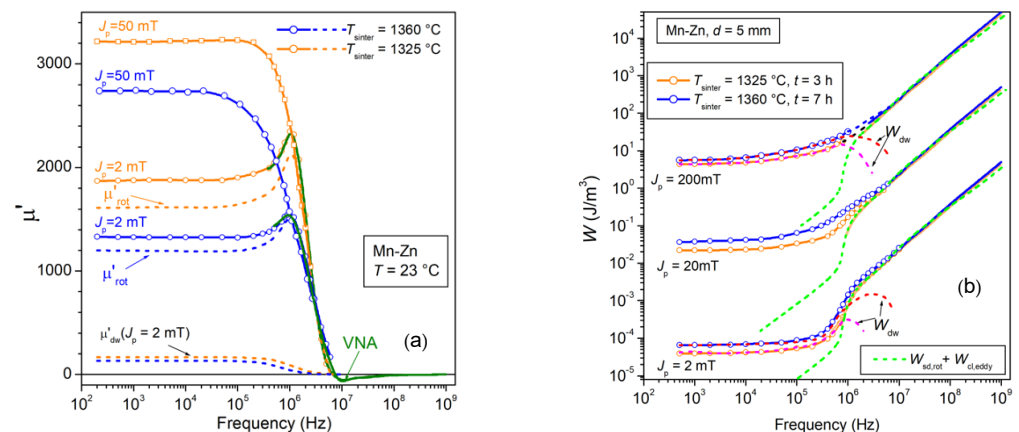 J_p=50 mT
J_p=50 mT
J_p=2 mT
μ'_rot
J_p=2 mT
μ'_rot
μ'_dw(J_p = 2 mT)
T_sinter = 1360 °C
T_sinter = 1325 °C
Mn-Zn
T = 23 °C
VNA
(a)
μ'
3000
2000
1000
0
10^2 10^3 10^4 10^5 10^6 10^7 10^8 10^9
Frequency (Hz)
Mn-Zn, d = 5 mm
T_sinter = 1325 °C, t = 3 h
T_sinter = 1360 °C, t = 7 h
W_dw
J_p = 200mT
J_p = 20mT
W_dw
J_p = 2 mT
(b)
W_sd,rot + W_cl,eddy
W (J/m^3)
10^5
10^4
10^3
10^2
10^1
10^0
10^-1
10^-2
10^-3
10^-4
10^-5
10^2 10^3 10^4 10^5 10^6 10^7 10^8 10^9
Frequency (Hz)